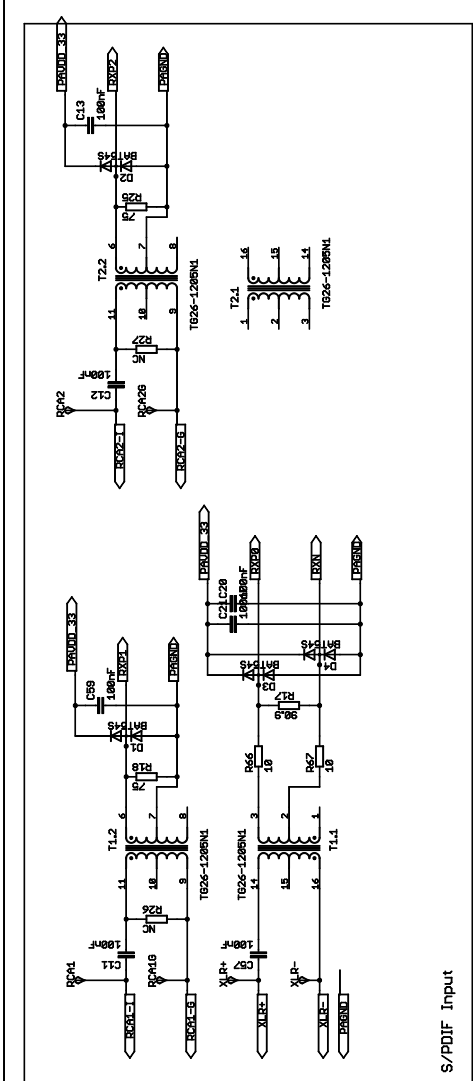 PAVDD_33
RXP2
PAGND
C13
100nF
BAT54S
D2
R25
75
6
7
8
T2.2
TG26-1205N1
11
10
9
R27
NC
100nF
C12
RCA2
RCA2G
RCA2-I
RCA2-G
16
15
14
T2.1
TG26-1205N1
1
2
3
PAVDD_33
RXP1
PAGND
C59
100nF
BAT54S
D1
R18
75
6
7
8
T1.2
TG26-1205N1
11
10
9
R26
NC
100nF
C11
RCA1
RCA1G
RCA1-I
RCA1-G
PAVDD_33
RXP0
RXN
PAGND
C21
C20
100nF
BAT54S
D3
BAT54S
D4
R17
90.9
R66
10
R67
10
3
2
1
TG26-1205N1
T1.1
14
15
16
100nF
C57
XLR+
XLR-
XLR+
XLR-
PAGND
S/PDIF Input